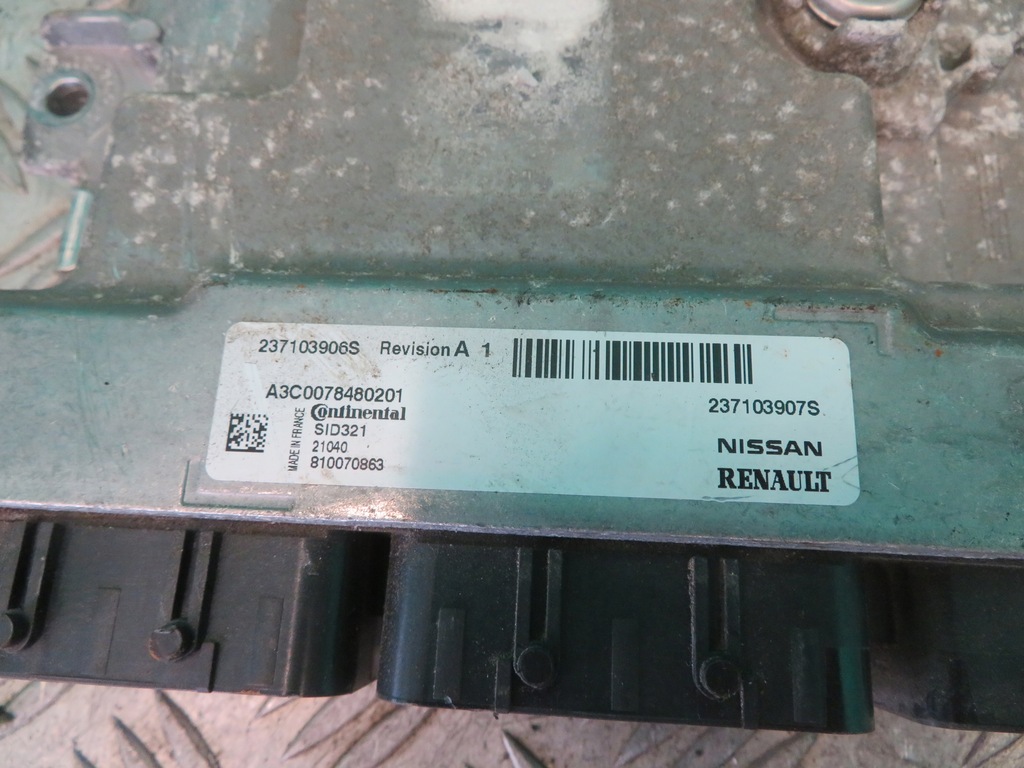 237103906S Revision A 1
A3C0078480201
Continental
MADE IN FRANCE
SID321
21040
810070863
237103907S
NISSAN
RENAULT